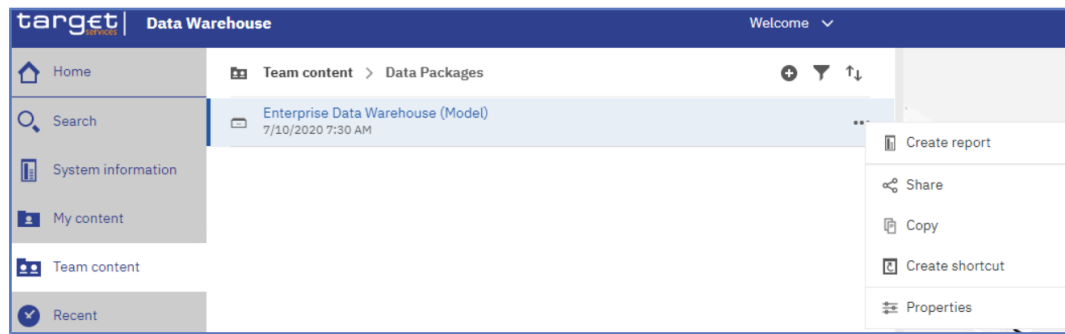 target| Data Warehouse Welcome
services
Home
Search
System information
My content
Team content
Recent
Team content > Data Packages
Enterprise Data Warehouse (Model)
7/10/2020 7:30 AM
Create report
Share
Copy
Create shortcut
Properties